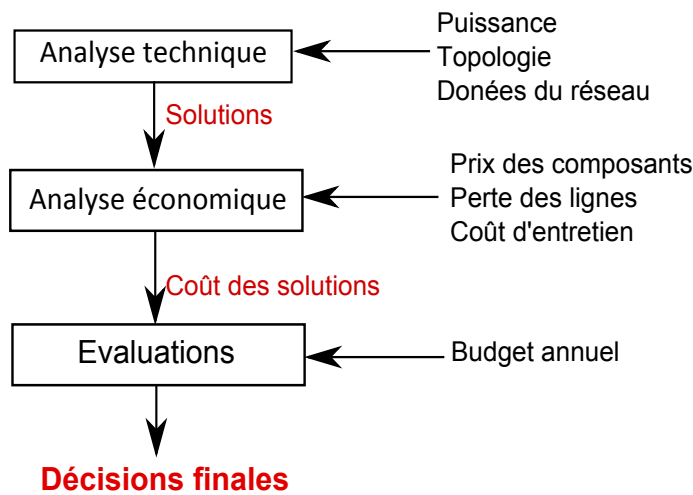 Puissance
Analyse technique
Topologie
Donées du réseau
Solutions
Prix des composants
Analyse économique
Perte des lignes
Coût d'entretien
Coût des solutions
Evaluations
Budget annuel
Décisions finales